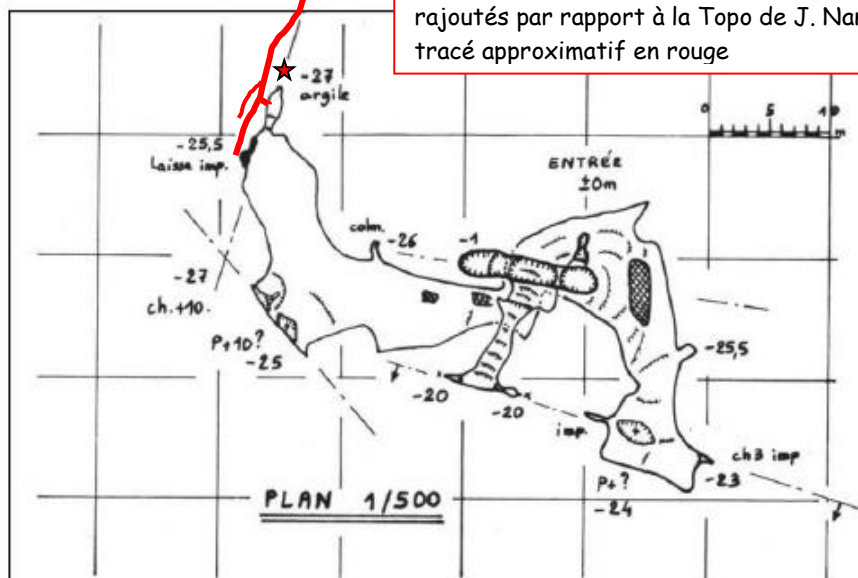 rajoutés par rapport à la Topo de J. Nar
tracé approximatif en rouge
-27
argile
0 5 10
m
-25,5
Laisse imp.
ENTRÉE
±0m
colm.
-26
-1
-27
ch.+10.
P+10?
-25
-25,5
-20
-20
imp.
ch3 imp
-23
P+?
-24
PLAN 1/500